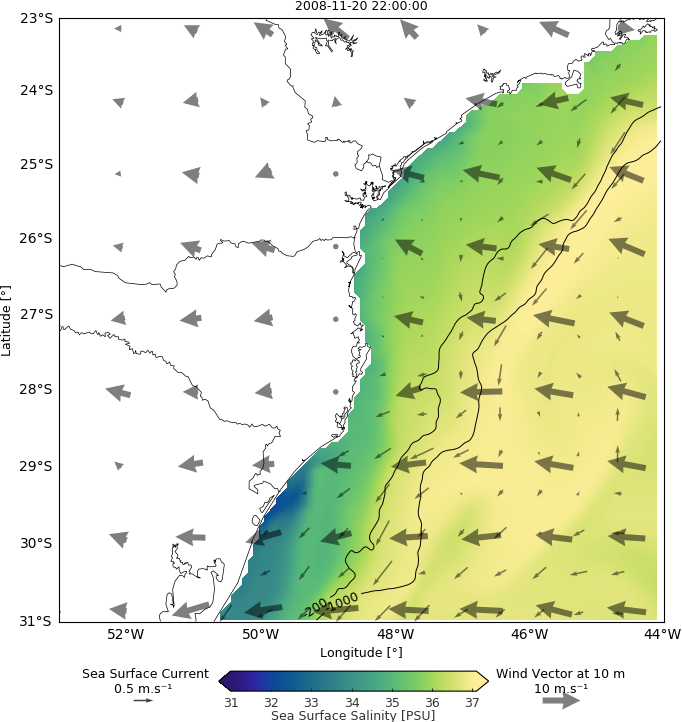 2008-11-20 22:00:00
23°S
24°S
25°S
26°S
27°S
28°S
29°S
30°S
31°S
Latitude [°]
-200
-1000
52°W 50°W 48°W 46°W 44°W
Longitude [°]
Sea Surface Current
0.5 m.s⁻¹
Wind Vector at 10 m
10 m.s⁻¹
31 32 33 34 35 36 37
Sea Surface Salinity [PSU]